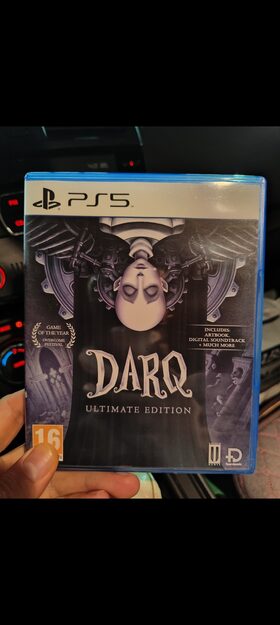 PS5
GAME
OF THE YEAR
OVERCOME
FESTIVAL
INCLUDES:
ARTBOOK,
DIGITAL SOUNDTRACK
+ MUCH MORE
DARQ
ULTIMATE EDITION
16